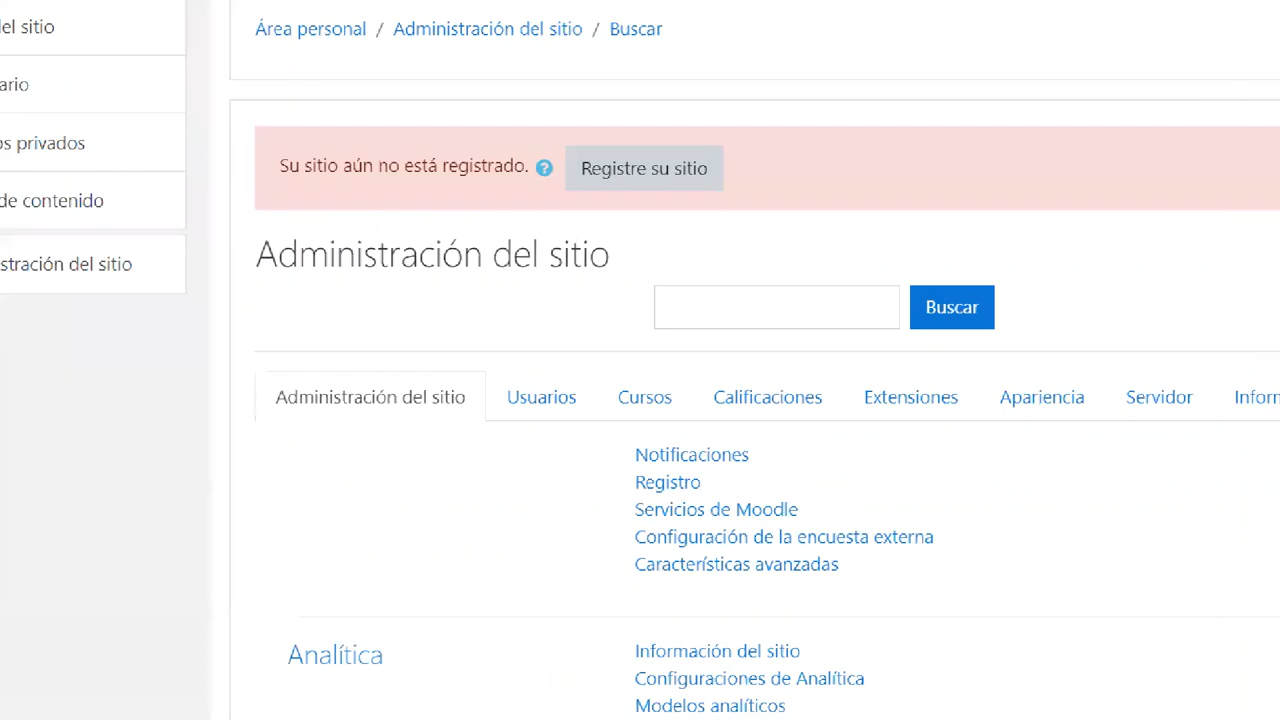 Área personal / Administración del sitio / Buscar
del sitio
ario
os privados
de contenido
stración del sitio
Su sitio aún no está registrado. ? Registre su sitio
Administración del sitio
Buscar
Administración del sitio Usuarios Cursos Calificaciones Extensiones Apariencia Servidor Inform
Notificaciones
Registro
Servicios de Moodle
Configuración de la encuesta externa
Características avanzadas
Analítica
Información del sitio
Configuraciones de Analítica
Modelos analíticos